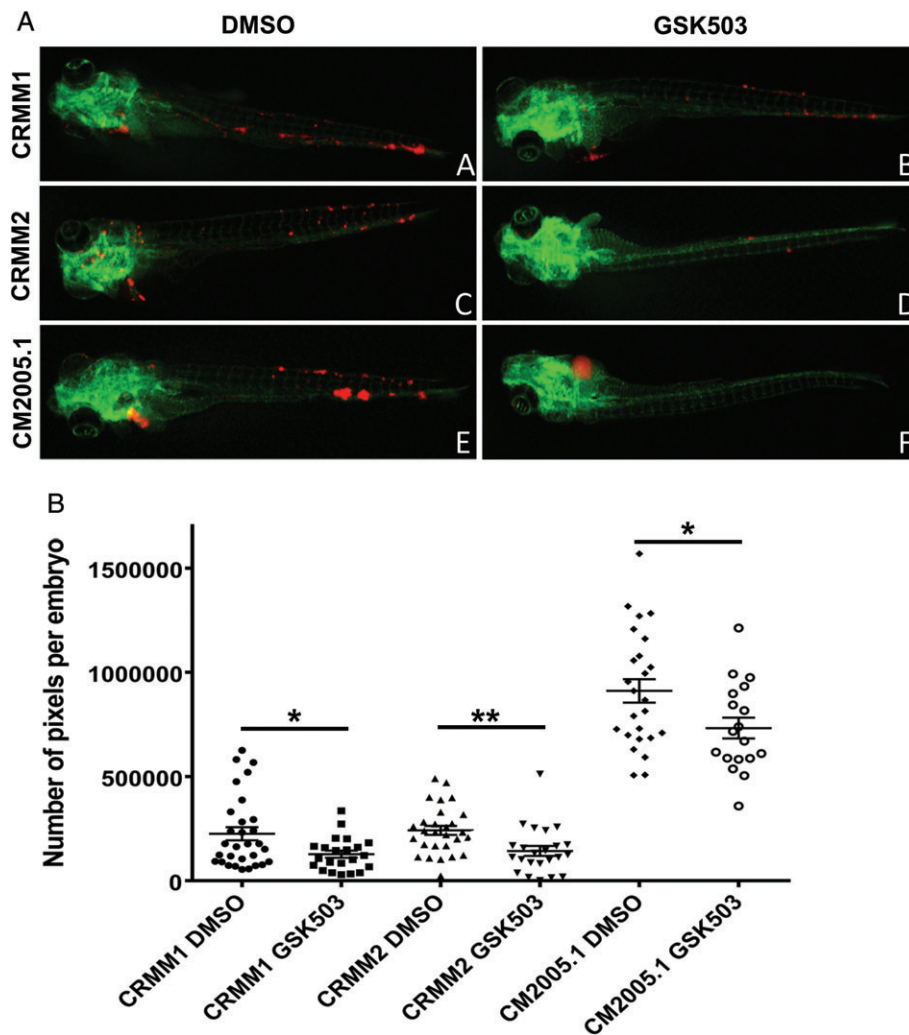 A
DMSO
GSK503
CRMM1
A
B
CRMM2
C
D
CM2005.1
E
F
B
Number of pixels per embryo
1500000
1000000
500000
0
*
**
*
CRMM1 DMSO
CRMM1 GSK503
CRMM2 DMSO
CRMM2 GSK503
CM2005.1 DMSO
CM2005.1 GSK503